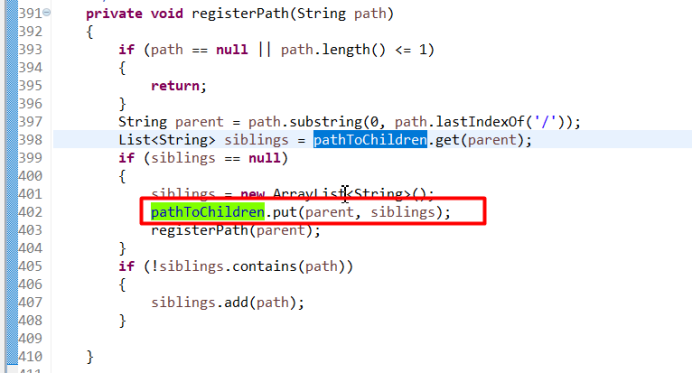 391 private void registerPath(String path)
392 {
393 if (path == null || path.length() <= 1)
394 {
395 return;
396 }
397 String parent = path.substring(0, path.lastIndexOf('/'));
398 List<String> siblings = pathToChildren.get(parent);
399 if (siblings == null)
400 {
401 siblings = new ArrayList<String>();
402 pathToChildren.put(parent, siblings);
403 registerPath(parent);
404 }
405 if (!siblings.contains(path))
406 {
407 siblings.add(path);
408 }
409
410 }